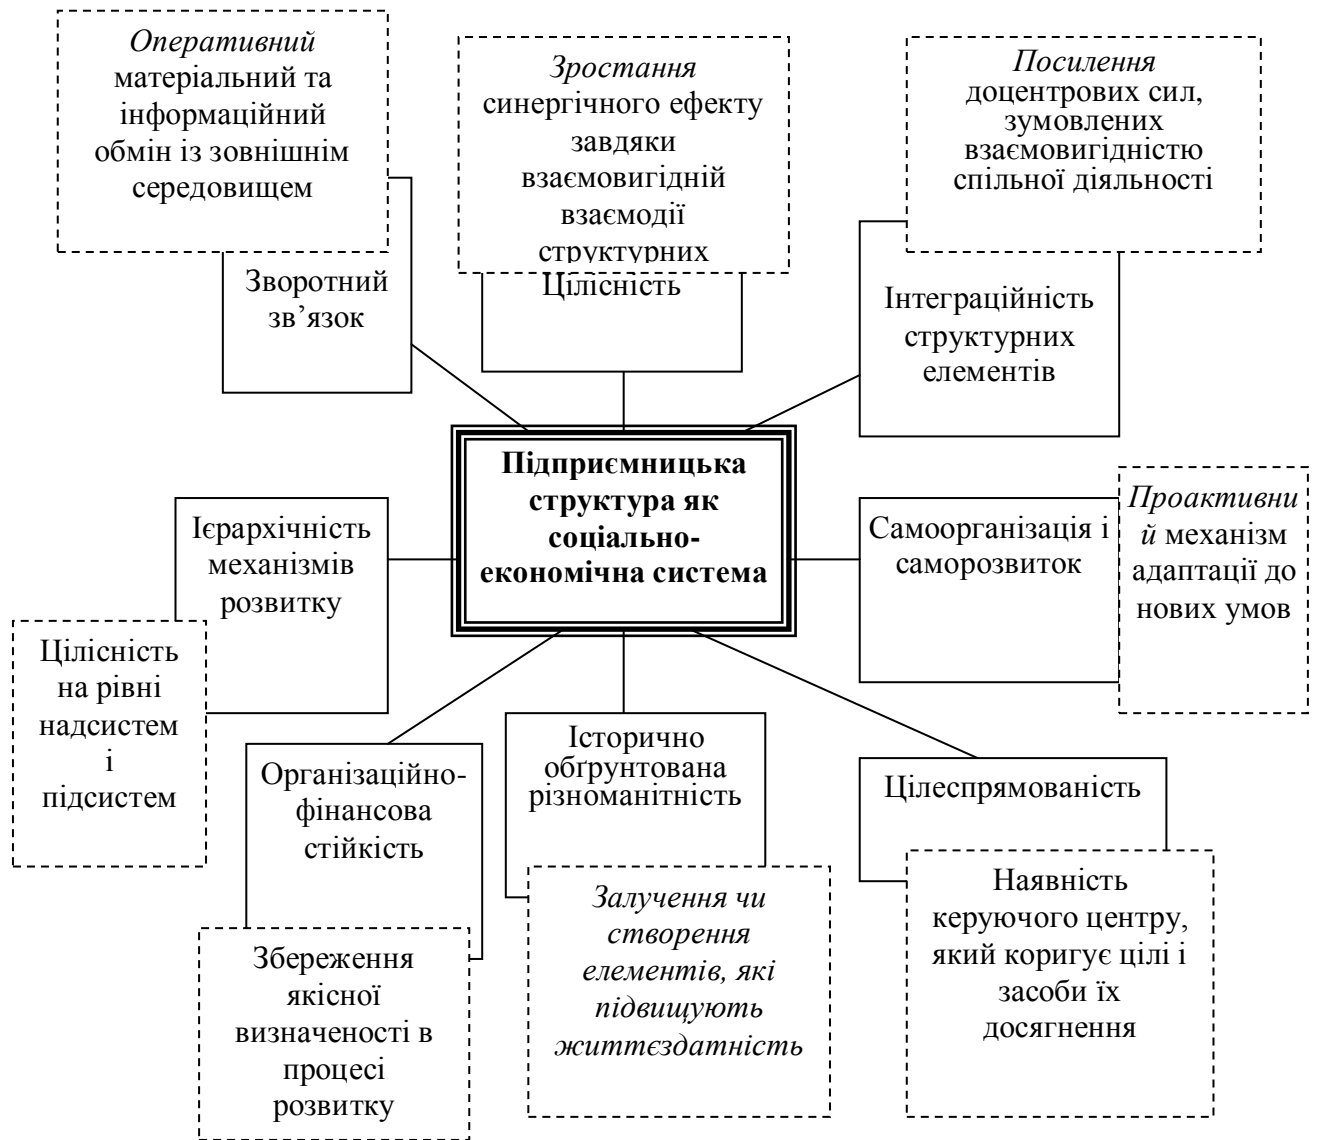 Оперативний
матеріальний та
інформаційний
обмін із зовнішнім
середовищем
Зростання
синергічного ефекту
завдяки
взаємовигідній
взаємодії
структурних
Посилення
доцентрових сил,
зумовлених
взаємовигідністю
спільної діяльності
Зворотний
зв’язок
Цілісність
Інтеграційність
структурних
елементів
Підприємницька
структура як
соціально-
економічна система
Ієрархічність
механізмів
розвитку
Самоорганізація і
саморозвиток
Проактивни
й механізм
адаптації до
нових умов
Цілісність
на рівні
надсистем
і
підсистем
Організаційно-
фінансова
стійкість
Історично
обґрунтована
різноманітність
Цілеспрямованість
Збереження
якісної
визначеності в
процесі
розвитку
Залучення чи
створення
елементів, які
підвищують
життєздатність
Наявність
керуючого центру,
який коригує цілі і
засоби їх
досягнення